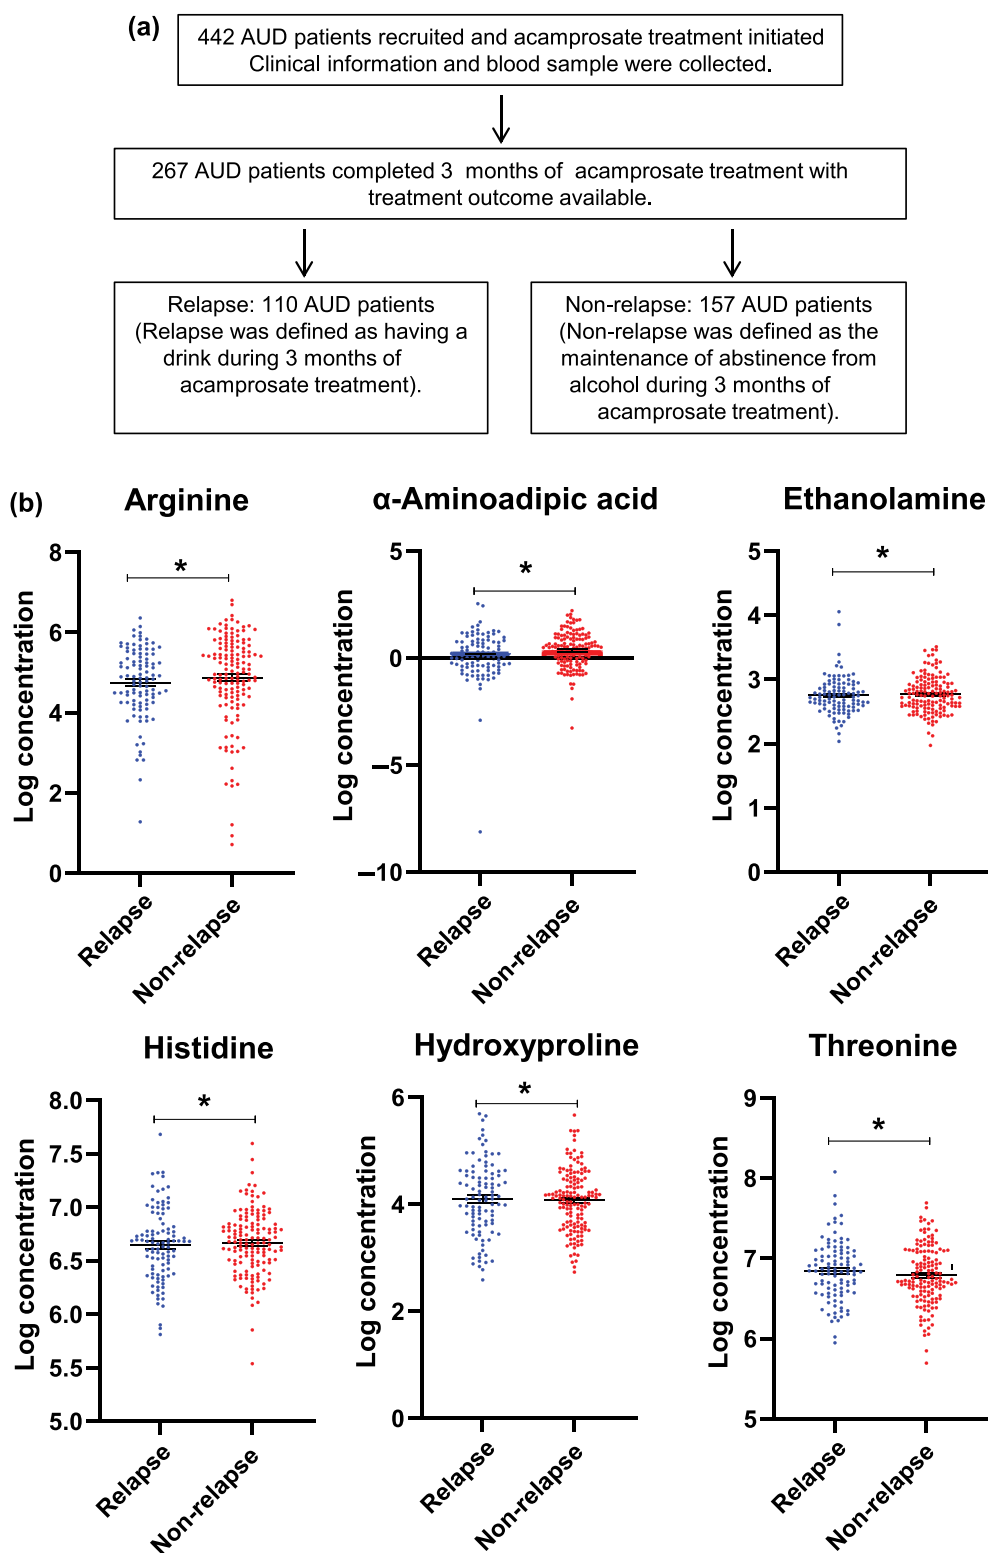 (a)
442 AUD patients recruited and acamprosate treatment initiated
Clinical information and blood sample were collected.
267 AUD patients completed 3 months of acamprosate treatment with
treatment outcome available.
Relapse: 110 AUD patients
(Relapse was defined as having a
drink during 3 months of
acamprosate treatment).
Non-relapse: 157 AUD patients
(Non-relapse was defined as the
maintenance of abstinence from
alcohol during 3 months of
acamprosate treatment).
(b)
Arginine
Log concentration
8
6
4
2
0
*
Relapse
Non-relapse
α-Aminoadipic acid
Log concentration
5
0
−5
−10
*
Relapse
Non-relapse
Ethanolamine
Log concentration
5
4
3
2
1
0
*
Relapse
Non-relapse
Histidine
Log concentration
8.0
7.5
7.0
6.5
6.0
5.5
5.0
*
Relapse
Non-relapse
Hydroxyproline
Log concentration
6
4
2
0
*
Relapse
Non-relapse
Threonine
Log concentration
9
8
7
6
5
*
Relapse
Non-relapse